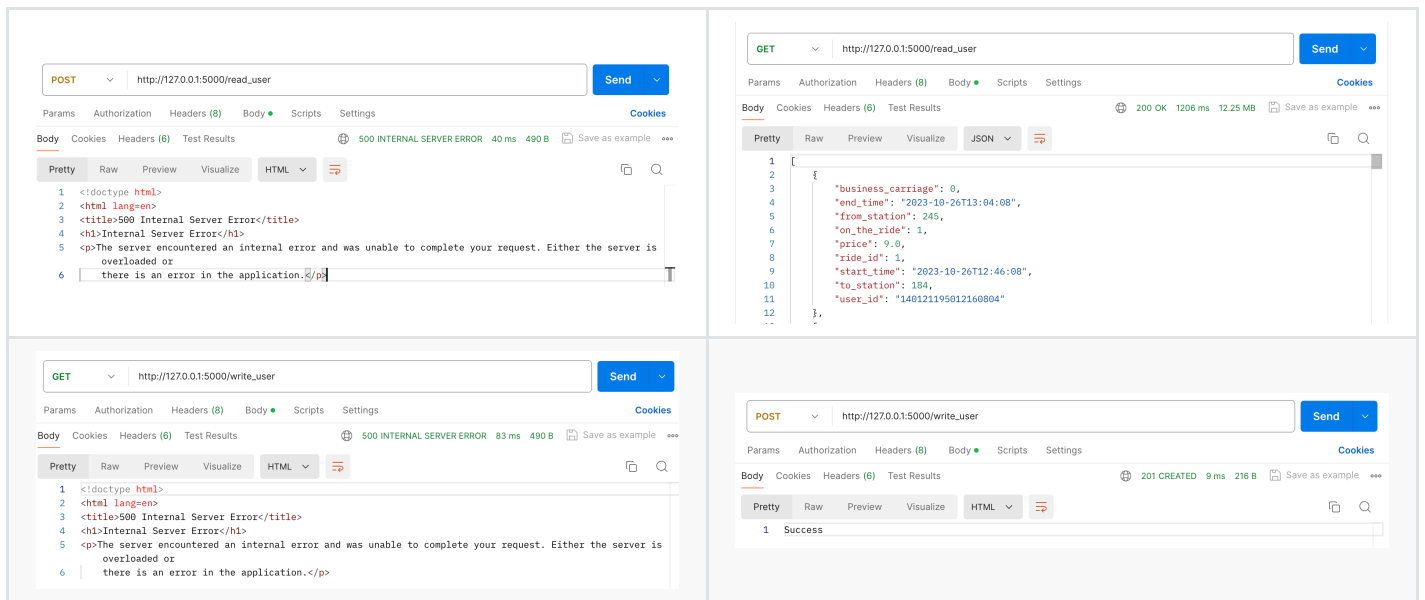 POST http://127.0.0.1:5000/read_user Send
Params Authorization Headers (8) Body Scripts Settings Cookies
Body Cookies Headers (6) Test Results 500 INTERNAL SERVER ERROR 40 ms 490 B Save as example
Pretty Raw Preview Visualize HTML
1 <!doctype html>
2 <html lang=en>
3 <title>500 Internal Server Error</title>
4 <h1>Internal Server Error</h1>
5 <p>The server encountered an internal error and was unable to complete your request. Either the server is
overloaded or
6 there is an error in the application.</p>
GET http://127.0.0.1:5000/read_user Send
Params Authorization Headers (8) Body Scripts Settings Cookies
Body Cookies Headers (6) Test Results 200 OK 1206 ms 12.25 MB Save as example
Pretty Raw Preview Visualize JSON
1 [
2 {
3 "business_carriage": 0,
4 "end_time": "2023-10-26T13:04:08",
5 "from_station": 245,
6 "on_the_ride": 1,
7 "price": 9.0,
8 "ride_id": 1,
9 "start_time": "2023-10-26T12:46:08",
10 "to_station": 184,
11 "user_id": "140121195012160804"
12 },
GET http://127.0.0.1:5000/write_user Send
Params Authorization Headers (8) Body Scripts Settings Cookies
Body Cookies Headers (6) Test Results 500 INTERNAL SERVER ERROR 83 ms 490 B Save as example
Pretty Raw Preview Visualize HTML
1 <!doctype html>
2 <html lang=en>
3 <title>500 Internal Server Error</title>
4 <h1>Internal Server Error</h1>
5 <p>The server encountered an internal error and was unable to complete your request. Either the server is
overloaded or
6 there is an error in the application.</p>
POST http://127.0.0.1:5000/write_user Send
Params Authorization Headers (8) Body Scripts Settings Cookies
Body Cookies Headers (6) Test Results 201 CREATED 9 ms 216 B Save as example
Pretty Raw Preview Visualize HTML
1 Success